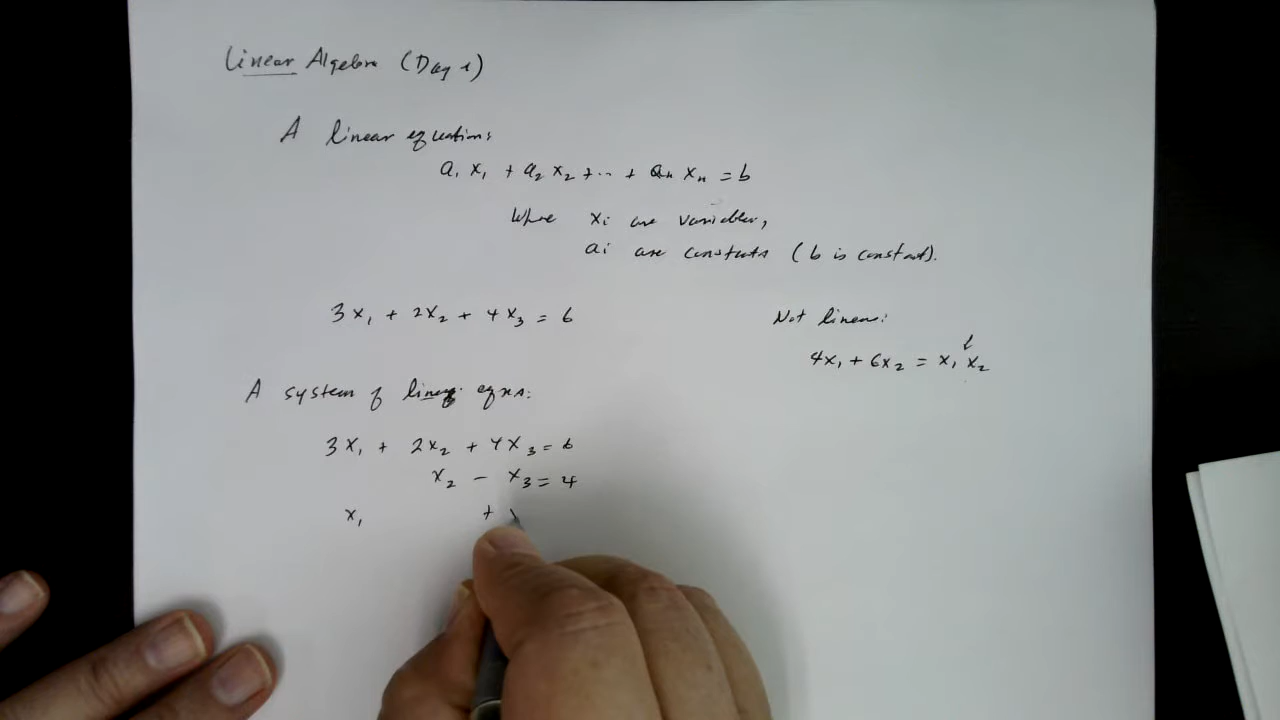 Linear Algebra (Day 1)
A linear equation:
a₁ x₁ + a₂ x₂ + ... + aₙ xₙ = b
where xᵢ are variables,
aᵢ are constants (b is constant).
3x₁ + 2x₂ + 4x₃ = 6
Not linear:
4x₁ + 6x₂ = x₁ x₂
A system of linear eqns:
3x₁ + 2x₂ + 4x₃ = 6
x₂ - x₃ = 4
x₁ +